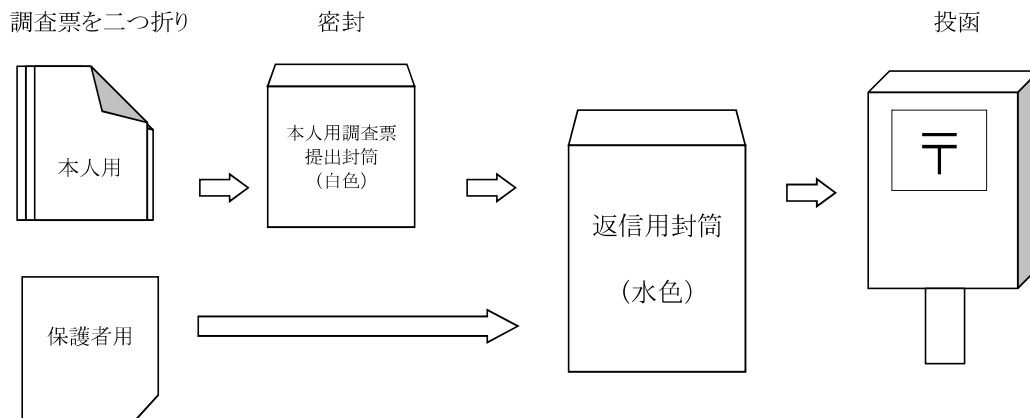 調査票を二つ折り
密封
投函
本人用
本人用調査票
提出封筒
（白色）
返信用封筒
（水色）
〒
保護者用